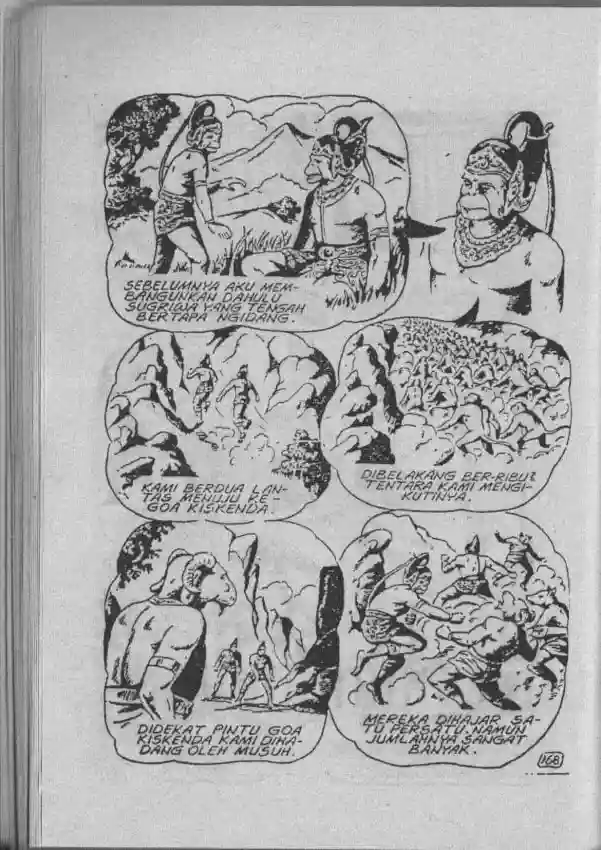 SEBELUMNYA AKU MEM-
BANGUNKAN DAHULU
SUGRIWA YANG TENGAH
BERTAPA NGIDANG.
KAMI BERDUA LAN-
TAS MENUJU KE-
GOA KISKENDA.
DIBELAKANG BER-RIBU2
TENTARA KAMI MENGI-
KUTINYA.
DIDEKAT PINTU GOA
KISKENDA KAMI DIHA-
DANG OLEH MUSUH.
MEREKA DIHAJAR SA-
TU PERSATU. NAMUN
JUMLAHNYA SANGAT
BANYAK.
168